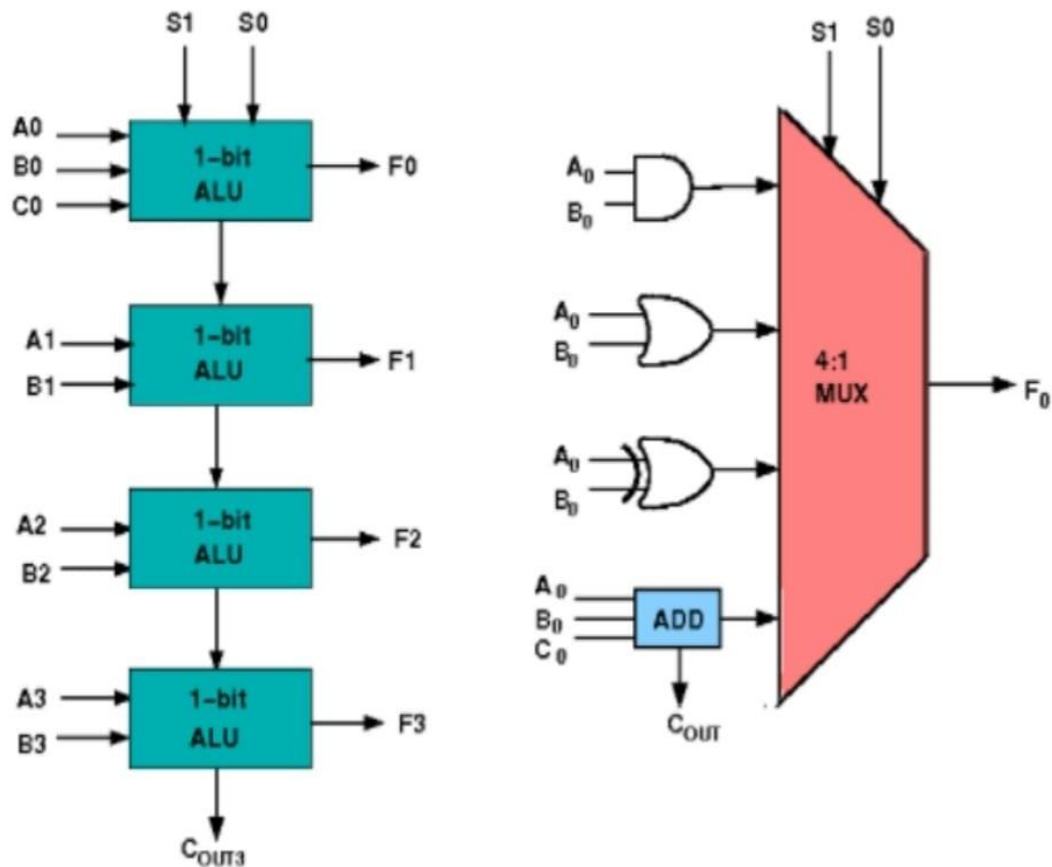 S1 S0
A0
B0
C0
1-bit
ALU
F0
A1
B1
1-bit
ALU
F1
A2
B2
1-bit
ALU
F2
A3
B3
1-bit
ALU
F3
COUT3
S1 S0
A0
B0
A0
B0
A0
B0
A0
B0
C0
ADD
COUT
4:1
MUX
F0